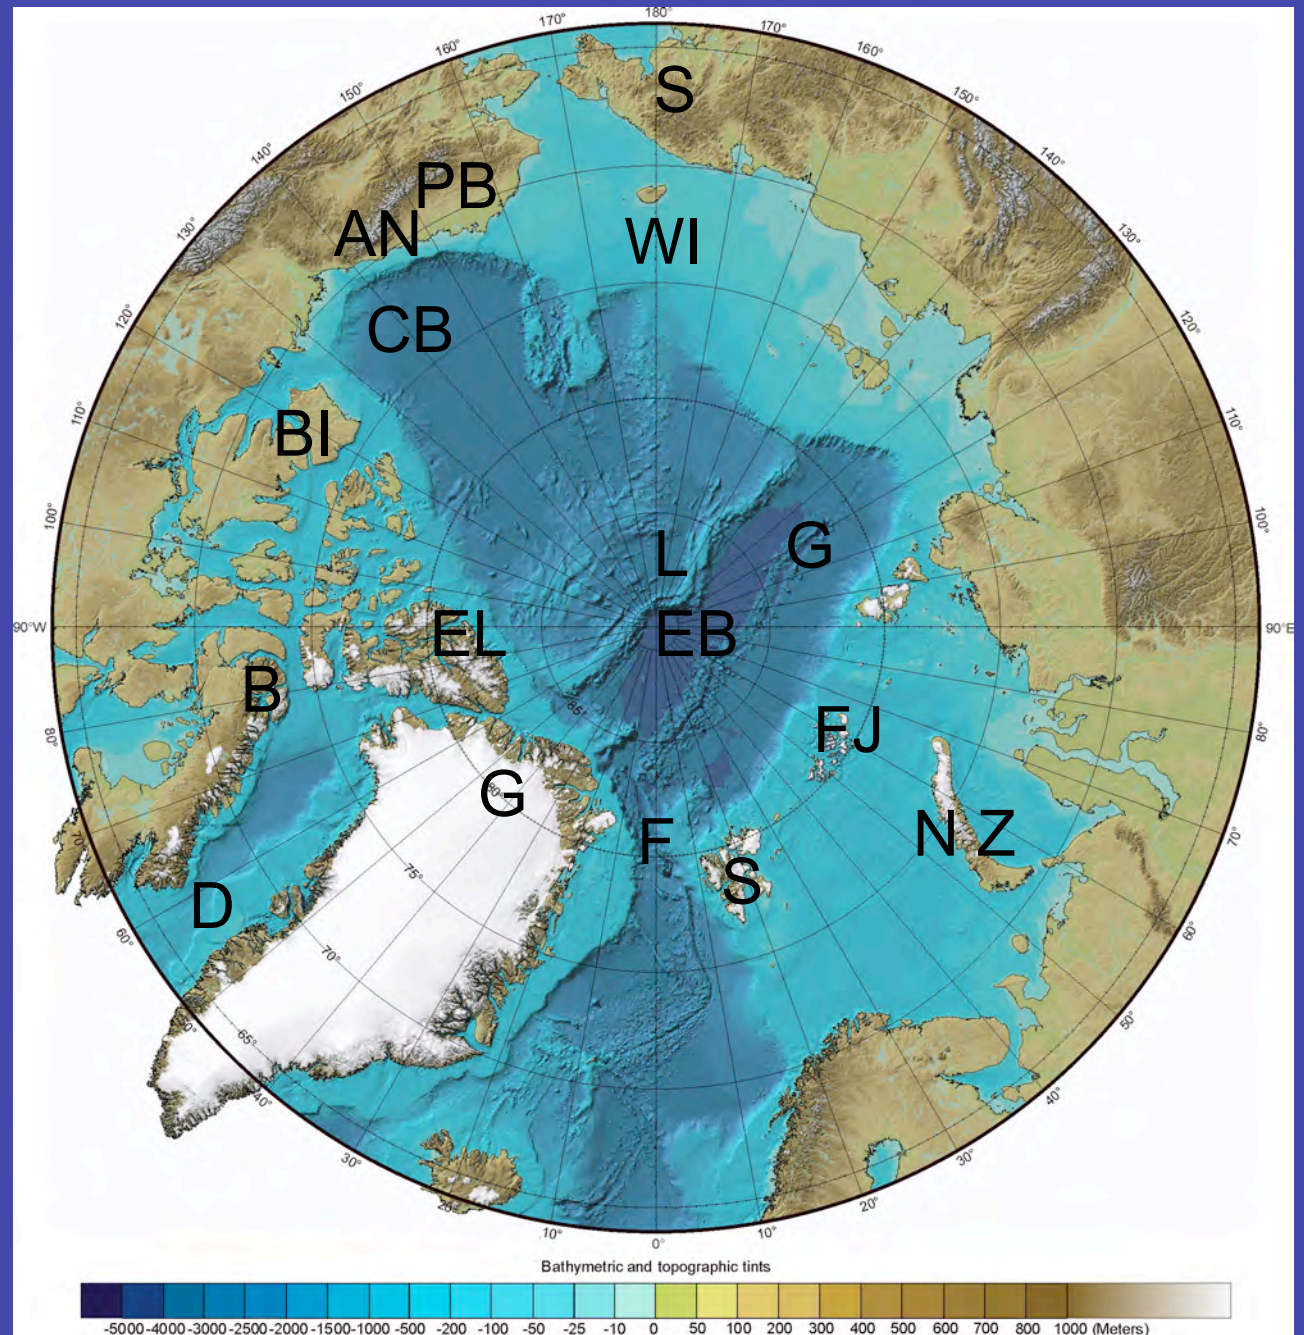 180°
170° 170°
160° 160°
150° 150°
140° 140°
130° 130°
120° 120°
110° 110°
100° 100°
90°W 90°E
80° 80°
70°
60° 60°
50° 50°
40° 40°
30° 30°
20° 20°
10° 0° 10°
S
PB
AN
WI
CB
BI
L
G
EL
EB
B
85°
FJ
G
80°
F
N Z
S
75°
D
70°
65°
Bathymetric and topographic tints
-5000 -4000 -3000 -2500 -2000 -1500 -1000 -500 -200 -100 -50 -25 -10 0 50 100 200 300 400 500 600 700 800 1000 (Meters)